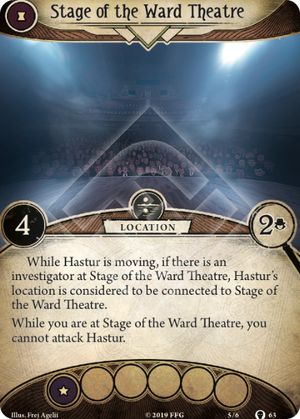 Stage of the Ward Theatre
4
LOCATION
2
While Hastur is moving, if there is an
investigator at Stage of the Ward Theatre, Hastur's
location is considered to be connected to Stage of
the Ward Theatre.
While you are at Stage of the Ward Theatre, you
cannot attack Hastur.
Illus. Frej Agelii
© 2019 FFG
5/6
63